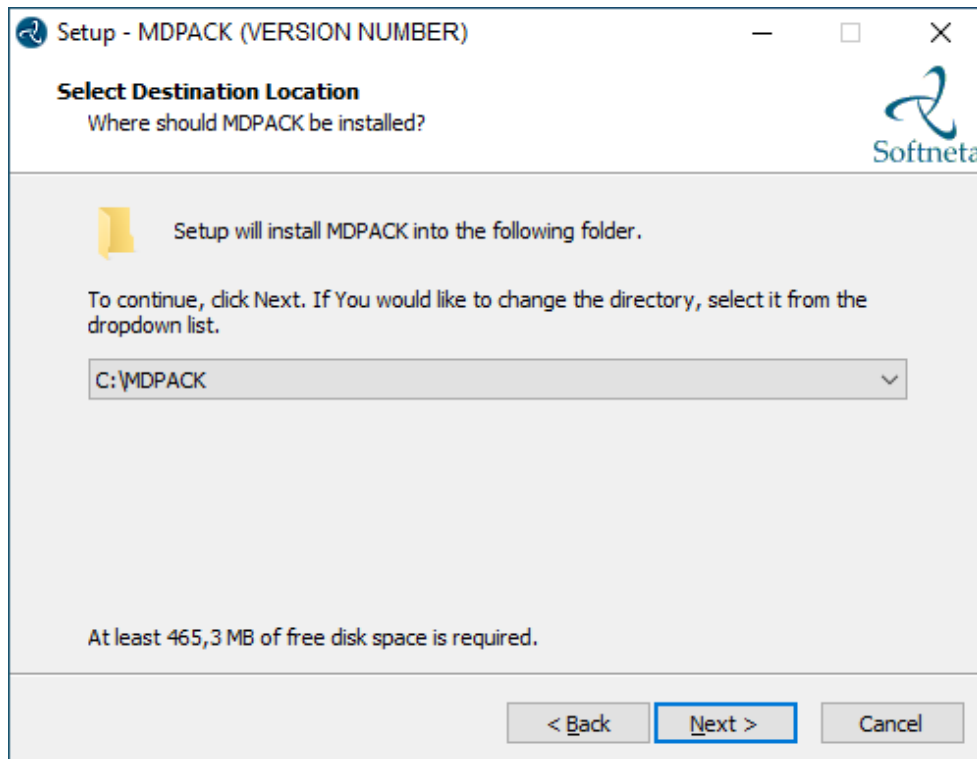 Setup - MDPACK (VERSION NUMBER)
Select Destination Location
Where should MDPACK be installed?
Softneta
Setup will install MDPACK into the following folder.
To continue, click Next. If You would like to change the directory, select it from the
dropdown list.
C:\MDPACK
At least 465,3 MB of free disk space is required.
< Back
Next >
Cancel